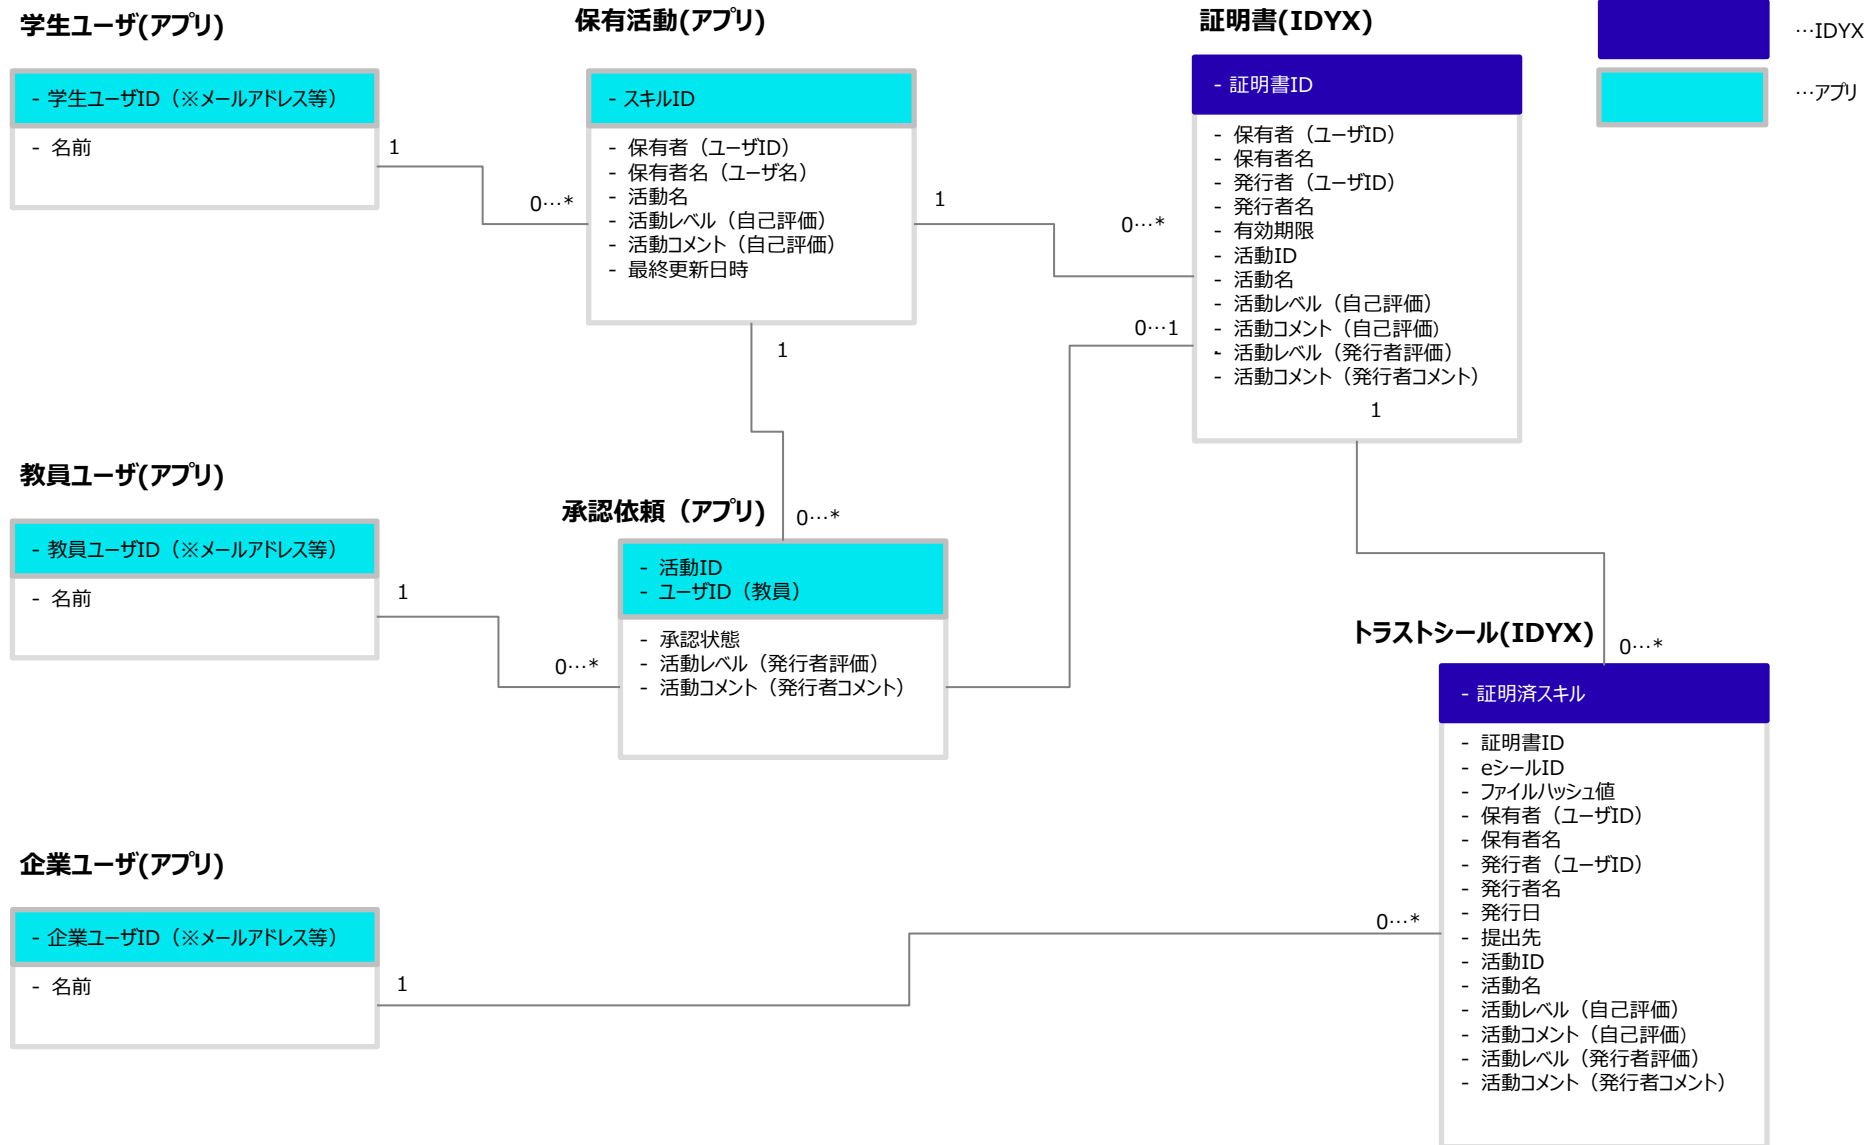 学生ユーザ(アプリ)
- 学生ユーザID（※メールアドレス等）
- 名前
1
0…*
保有活動(アプリ)
- スキルID
- 保有者（ユーザID）
- 保有者名（ユーザ名）
- 活動名
- 活動レベル（自己評価）
- 活動コメント（自己評価）
- 最終更新日時
1
0…*
1
証明書(IDYX)
- 証明書ID
- 保有者（ユーザID）
- 保有者名
- 発行者（ユーザID）
- 発行者名
- 有効期限
- 活動ID
- 活動名
- 活動レベル（自己評価）
- 活動コメント（自己評価）
- 活動レベル（発行者評価）
- 活動コメント（発行者コメント）
0…1
1
…IDYX
…アプリ
教員ユーザ(アプリ)
- 教員ユーザID（※メールアドレス等）
- 名前
1
0…*
承認依頼（アプリ)
0…*
- 活動ID
- ユーザID（教員）
- 承認状態
- 活動レベル（発行者評価）
- 活動コメント（発行者コメント）
トラストシール(IDYX)
0…*
- 証明済スキル
- 証明書ID
- eシールID
- ファイルハッシュ値
- 保有者（ユーザID）
- 保有者名
- 発行者（ユーザID）
- 発行者名
- 発行日
- 提出先
- 活動ID
- 活動名
- 活動レベル（自己評価）
- 活動コメント（自己評価）
- 活動レベル（発行者評価）
- 活動コメント（発行者コメント）
企業ユーザ(アプリ)
- 企業ユーザID（※メールアドレス等）
- 名前
1
0…*